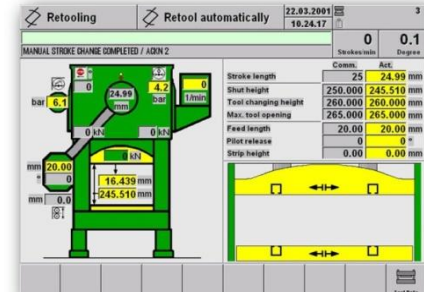 Retooling
Retool automatically
22.03.2001
10.24.17
3
0 0.1
Strokes/min Degree
MANUAL STROKE CHANGE COMPLETED / ACKN 2
Comm. Act.
Stroke length 25 24.99 mm
Shut height 250.000 245.510 mm
Tool changing height 260.000 260.000 mm
Max. tool opening 265.000 265.000 mm
Feed length 20.00 20.00 mm
Pilot release 0 0 °
Strip height 0.00 0.00 mm
0
24.99
mm
4.2
bar
0
1/min
bar 6.1
0 kN
0 kN
0 kN
mm 20.00
° 0
16.439 mm
245.510 mm
mm 0.0